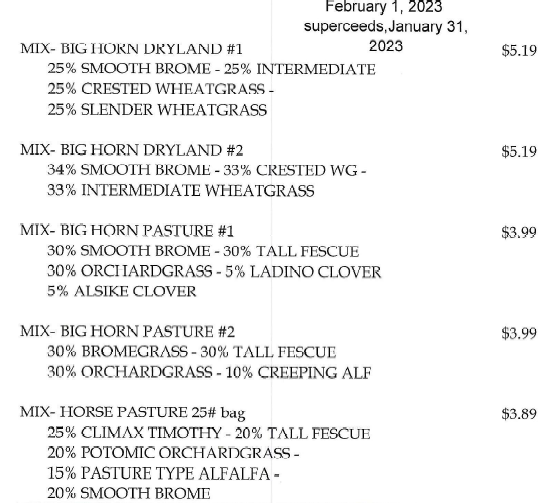 February 1, 2023
superceeds,January 31,
2023
MIX- BIG HORN DRYLAND #1 $5.19
25% SMOOTH BROME - 25% INTERMEDIATE
25% CRESTED WHEATGRASS -
25% SLENDER WHEATGRASS
MIX- BIG HORN DRYLAND #2 $5.19
34% SMOOTH BROME - 33% CRESTED WG -
33% INTERMEDIATE WHEATGRASS
MIX- BIG HORN PASTURE #1 $3.99
30% SMOOTH BROME - 30% TALL FESCUE
30% ORCHARDGRASS - 5% LADINO CLOVER
5% ALSIKE CLOVER
MIX- BIG HORN PASTURE #2 $3.99
30% BROMEGRASS - 30% TALL FESCUE
30% ORCHARDGRASS - 10% CREEPING ALF
MIX- HORSE PASTURE 25# bag $3.89
25% CLIMAX TIMOTHY - 20% TALL FESCUE
20% POTOMIC ORCHARDGRASS -
15% PASTURE TYPE ALFALFA -
20% SMOOTH BROME